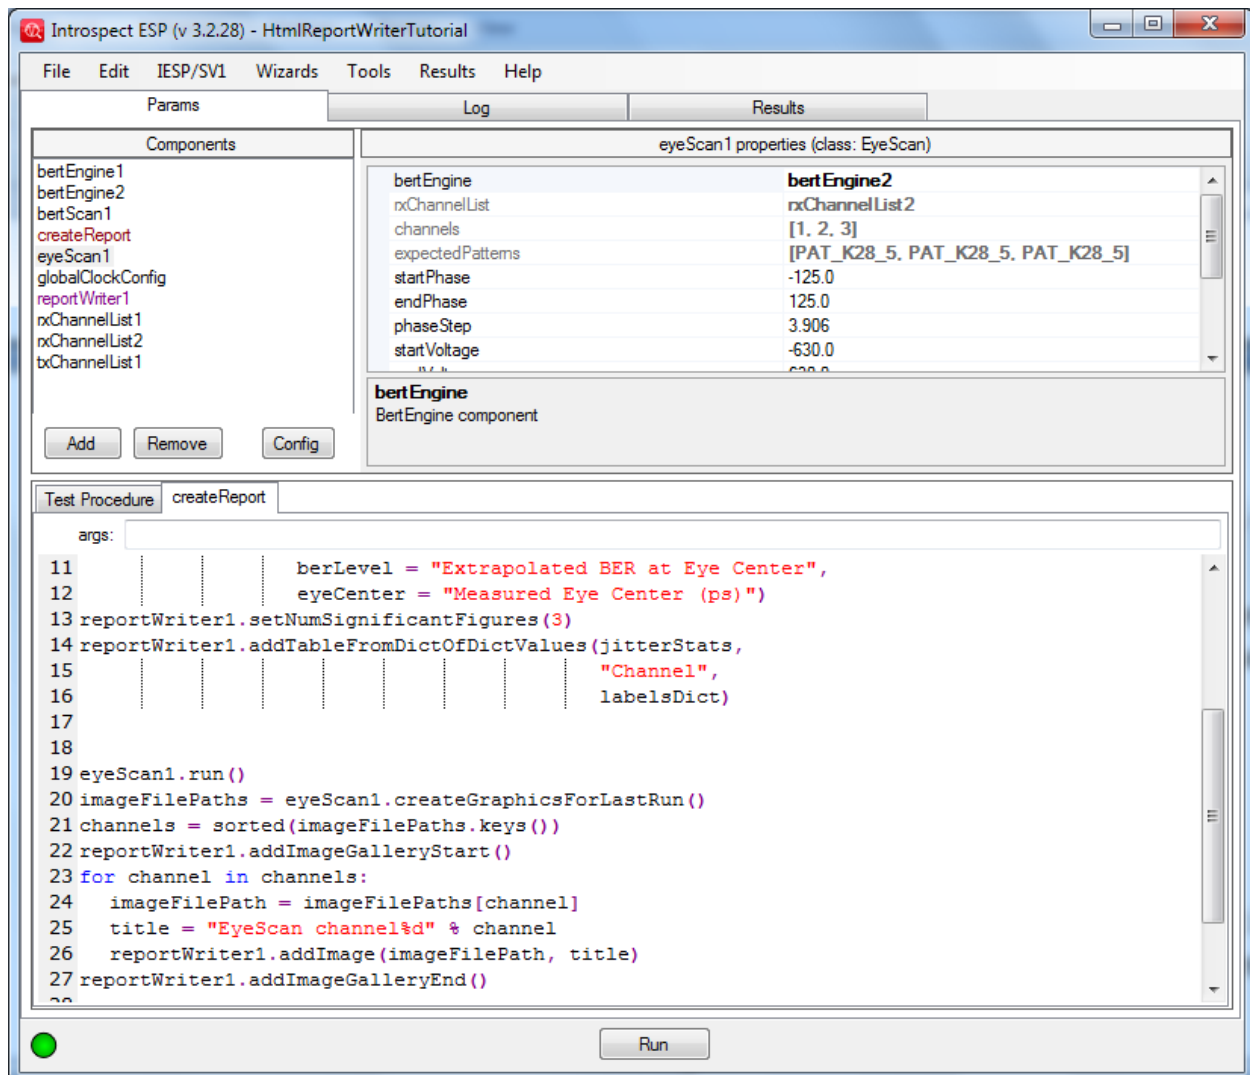 Introspect ESP (v 3.2.28) - HtmlReportWriterTutorial
File Edit IESP/SV1 Wizards Tools Results Help
Params Log Results
Components
bertEngine1
bertEngine2
bertScan1
createReport
eyeScan1
globalClockConfig
reportWriter1
rxChannelList1
rxChannelList2
txChannelList1
Add Remove Config
eyeScan1 properties (class: EyeScan)
bertEngine bertEngine2
rxChannelList rxChannelList2
channels [1, 2, 3]
expectedPatterns [PAT_K28_5, PAT_K28_5, PAT_K28_5]
startPhase -125.0
endPhase 125.0
phaseStep 3.906
startVoltage -630.0
bertEngine
BertEngine component
Test Procedure createReport
args:
11 berLevel = "Extrapolated BER at Eye Center",
12 eyeCenter = "Measured Eye Center (ps)")
13 reportWriter1.setNumSignificantFigures(3)
14 reportWriter1.addTableFromDictOfDictValues(jitterStats,
15 "Channel",
16 labelsDict)
17
18
19 eyeScan1.run()
20 imageFilePaths = eyeScan1.createGraphicsForLastRun()
21 channels = sorted(imageFilePaths.keys())
22 reportWriter1.addImageGalleryStart()
23 for channel in channels:
24 imageFilePath = imageFilePaths[channel]
25 title = "EyeScan channel%d" % channel
26 reportWriter1.addImage(imageFilePath, title)
27 reportWriter1.addImageGalleryEnd()
Run